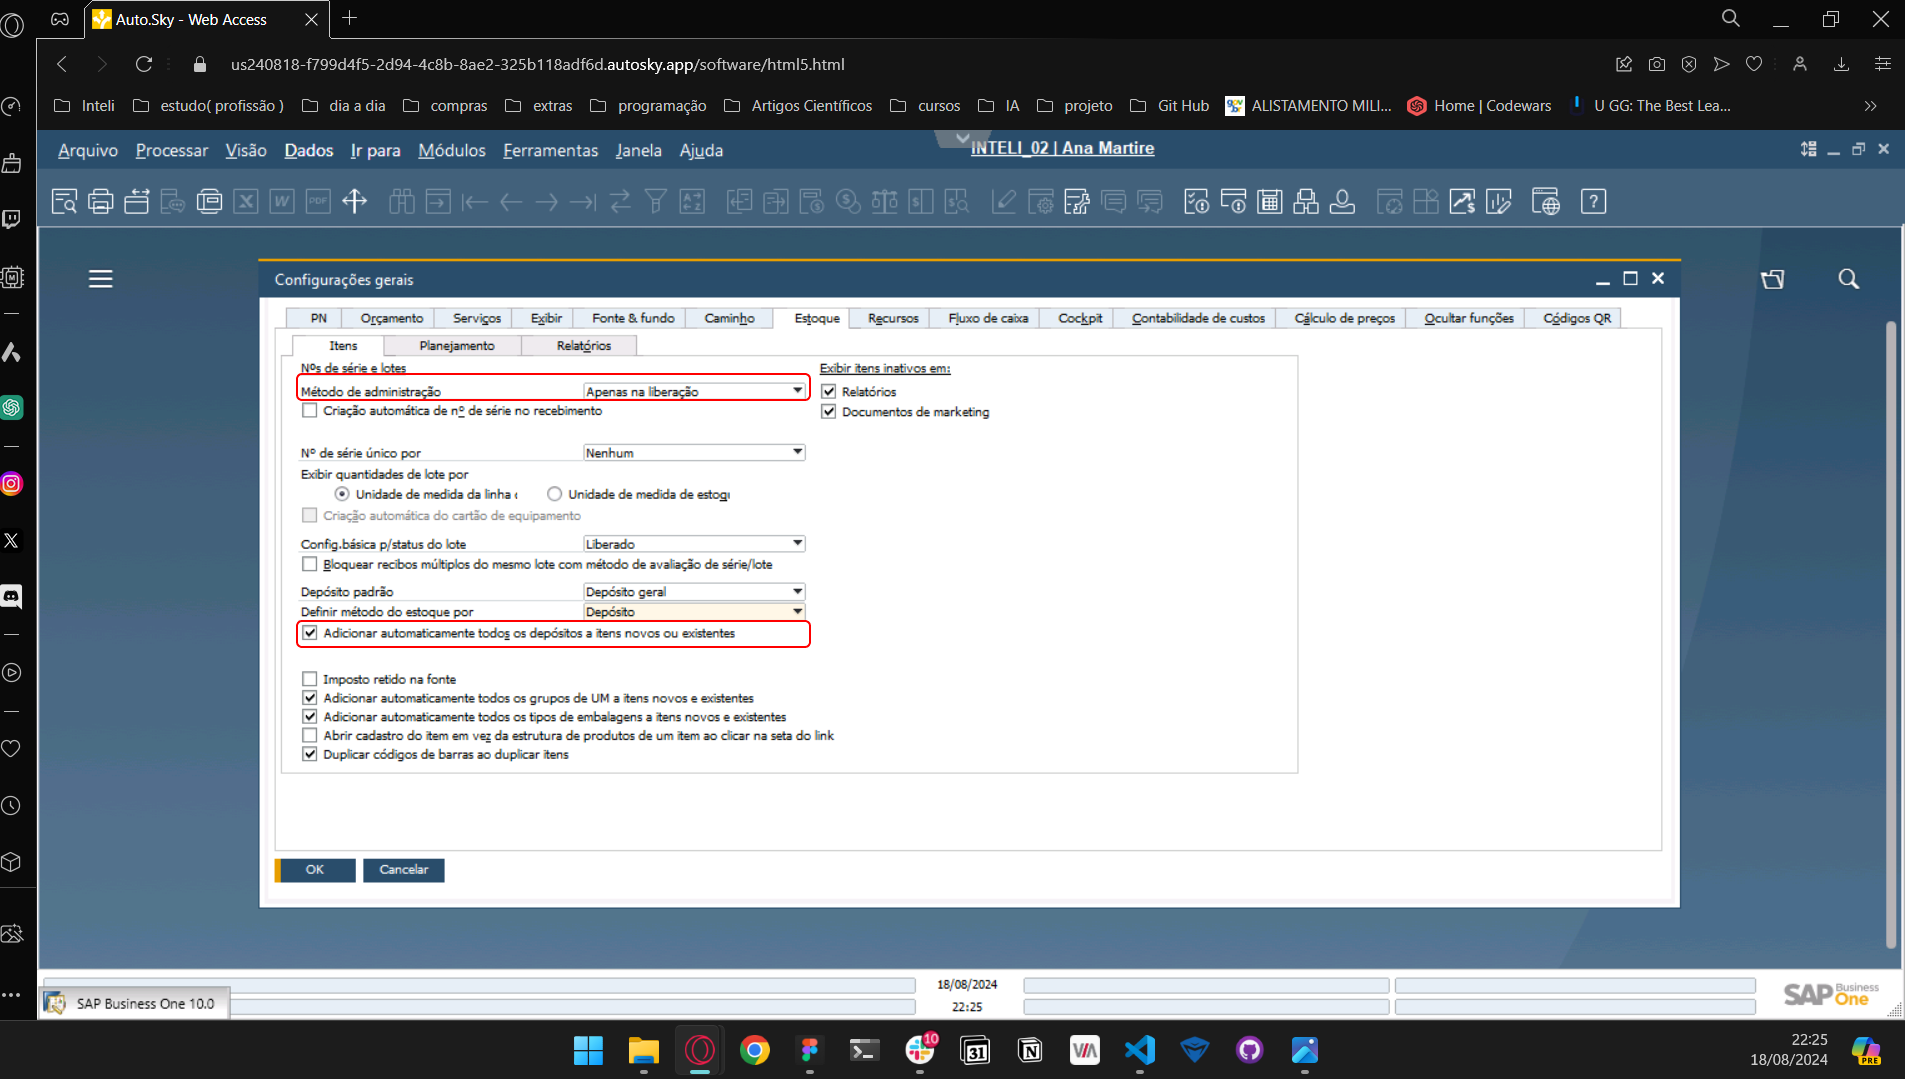 Auto.Sky - Web Access
us240818-f799d4f5-2d94-4c8b-8ae2-325b118adf6d.autosky.app/software/html5.html
Inteli estudo( profissão ) dia a dia compras extras programação Artigos Científicos cursos IA projeto Git Hub ALISTAMENTO MILI... Home | Codewars U GG: The Best Lea...
Arquivo Processar Visão Dados Ir para Módulos Ferramentas Janela Ajuda INTELI_02 | Ana Martire
Configurações gerais
PN Orçamento Serviços Exibir Fonte & fundo Caminho Estoque Recursos Fluxo de caixa Cockpit Contabilidade de custos Cálculo de preços Ocultar funções Códigos QR
Itens Planejamento Relatórios
Nºs de série e lotes Exibir itens inativos em:
Método de administração Apenas na liberação Relatórios
Criação automática de nº de série no recebimento Documentos de marketing
Nº de série único por Nenhum
Exibir quantidades de lote por
Unidade de medida da linha Unidade de medida de estoqu
Criação automática do cartão de equipamento
Config.básica p/status do lote Liberado
Bloquear recibos múltiplos do mesmo lote com método de avaliação de série/lote
Depósito padrão Depósito geral
Definir método do estoque por Depósito
Adicionar automaticamente todos os depósitos a itens novos ou existentes
Imposto retido na fonte
Adicionar automaticamente todos os grupos de UM a itens novos e existentes
Adicionar automaticamente todos os tipos de embalagens a itens novos e existentes
Abrir cadastro do item em vez da estrutura de produtos de um item ao clicar na seta do link
Duplicar códigos de barras ao duplicar itens
OK Cancelar
18/08/2024
22:25
SAP Business One
SAP Business One 10.0
10
31
22:25
18/08/2024
PRE